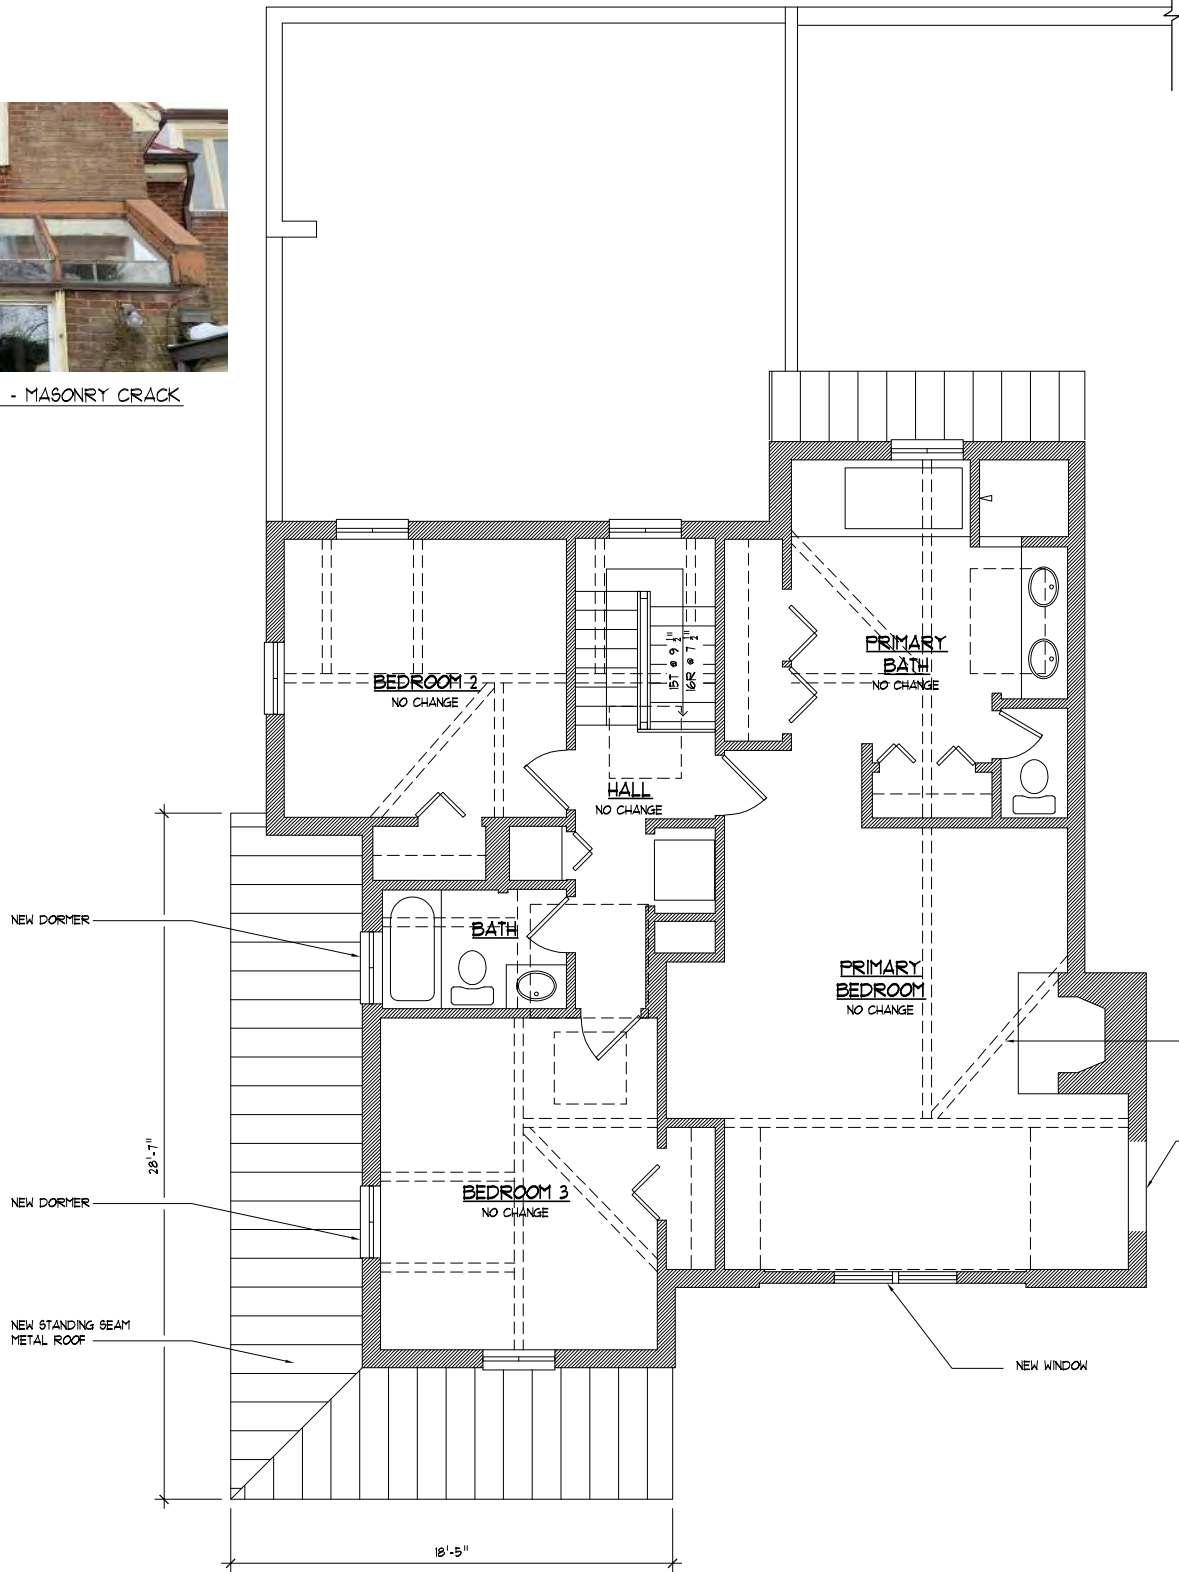 - MASONRY CRACK
PRIMARY
BATH
NO CHANGE
15T @ 9 1/2"
16R @ 7 1/2"
BEDROOM 2
NO CHANGE
HALL
NO CHANGE
NEW DORMER
BATH
PRIMARY
BEDROOM
NO CHANGE
28'-7"
BEDROOM 3
NO CHANGE
NEW DORMER
NEW STANDING SEAM
METAL ROOF
NEW WINDOW
18'-5"